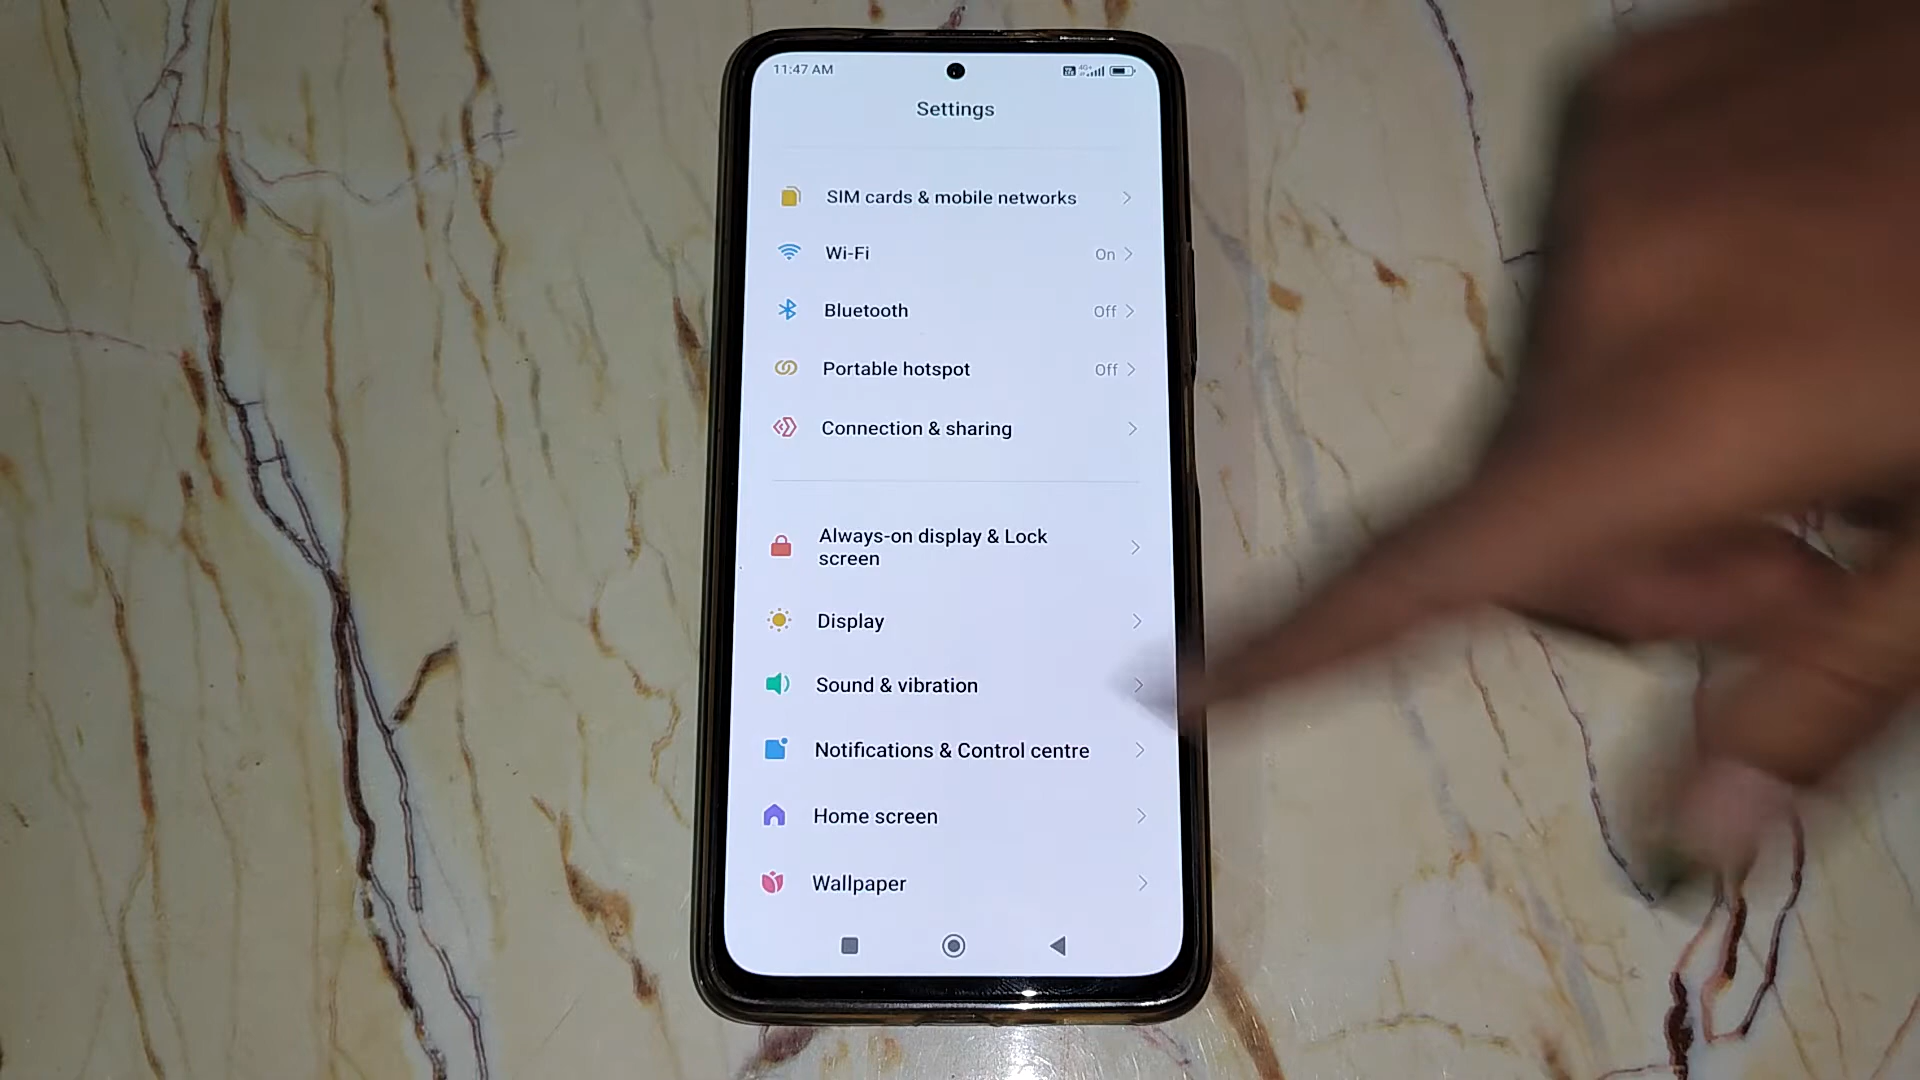 11:47 AM
4G+
Settings
SIM cards & mobile networks
Wi-Fi On
Bluetooth Off
Portable hotspot Off
Connection & sharing
Always-on display & Lock
screen
Display
Sound & vibration
Notifications & Control centre
Home screen
Wallpaper